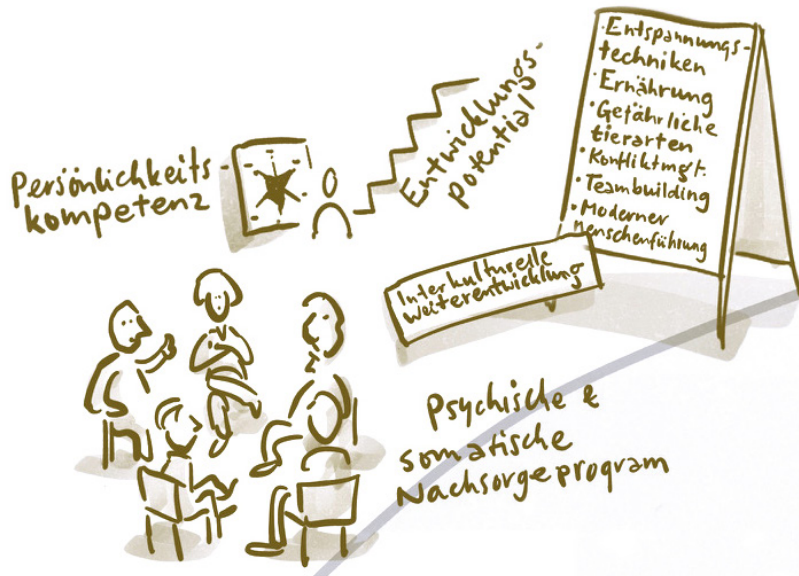 Persönlichkeits-
kompetenz
Entwicklungs-
potential
· Entspannungs-
techniken
· Ernährung
· Gefährliche
tierarten
· Konfliktmgt.
· Teambuilding
· Moderner
Menschenführung
Interkulturelle
Weiterentwicklung
Psychische &
somatische
Nachsorgeprogram